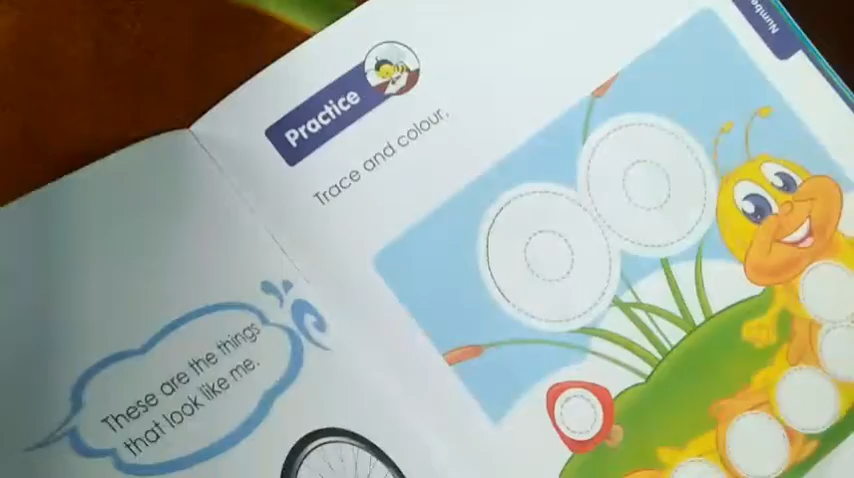 These are the things
that look like me.
Practice
Trace and colour.